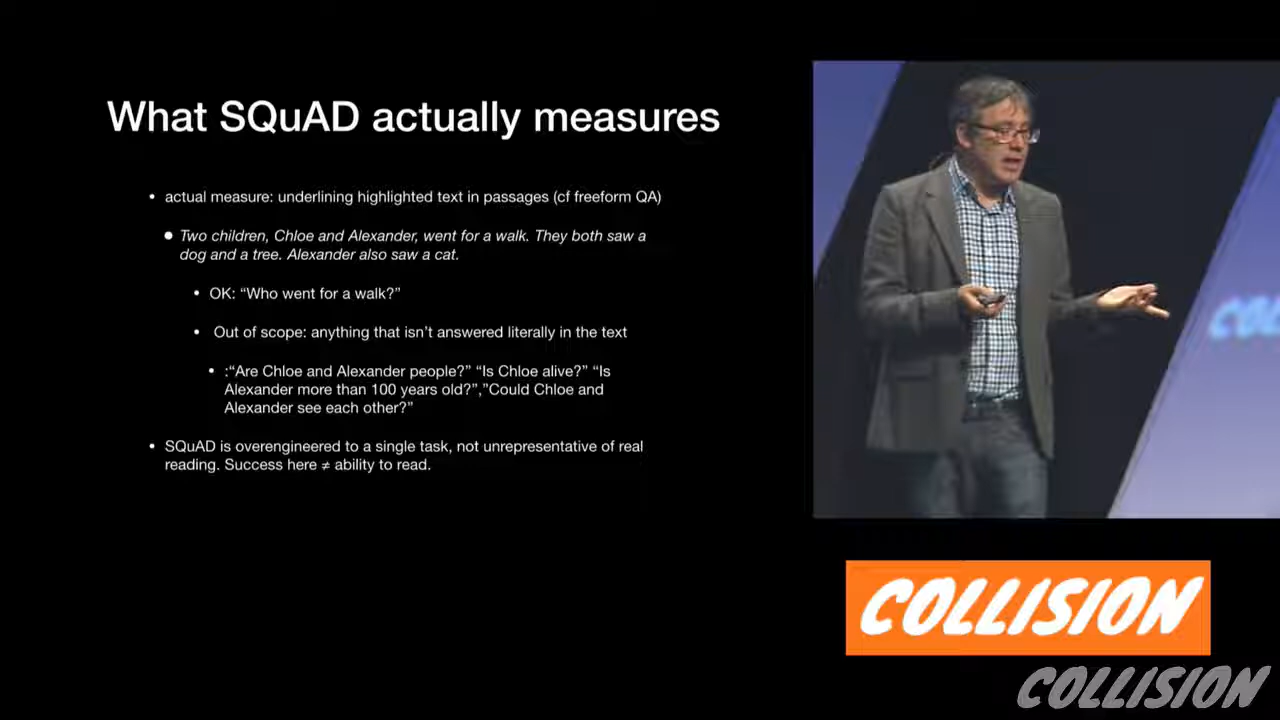 What SQuAD actually measures
• actual measure: underlining highlighted text in passages (cf freeform QA)
• Two children, Chloe and Alexander, went for a walk. They both saw a
dog and a tree. Alexander also saw a cat.
• OK: “Who went for a walk?”
• Out of scope: anything that isn’t answered literally in the text
• :“Are Chloe and Alexander people?” “Is Chloe alive?” “Is
Alexander more than 100 years old?”,”Could Chloe and
Alexander see each other?”
• SQuAD is overengineered to a single task, not unrepresentative of real
reading. Success here ≠ ability to read.
COLLISION
COLLISION